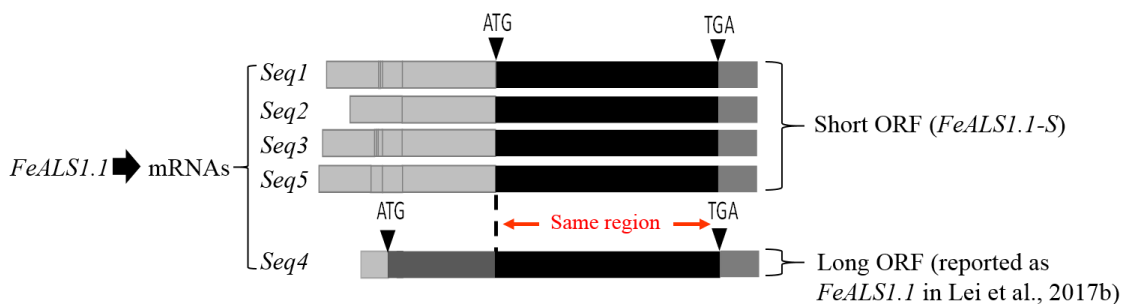 ATG TGA
Seq1
Seq2
Seq3
Seq5
Short ORF (FeALS1.1-S)
FeALS1.1 mRNAs
ATG Same region TGA
Seq4
Long ORF (reported as
FeALS1.1 in Lei et al., 2017b)